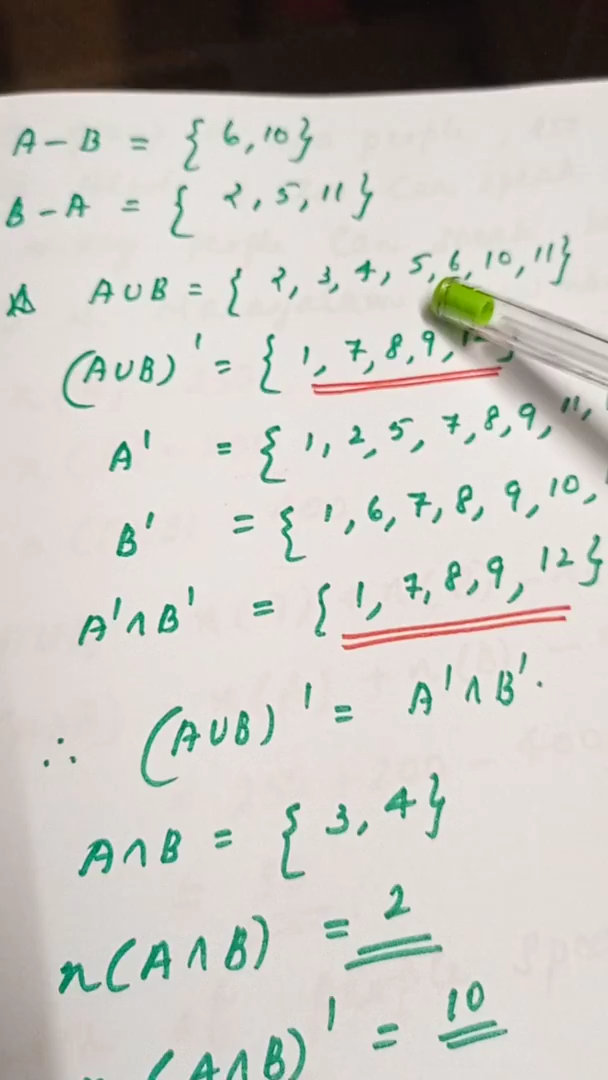 A - B = { 6, 10}
B - A = { 2, 5, 11}
A∪B = { 2, 3, 4, 5, 6, 10, 11}
(A∪B)' = { 1, 7, 8, 9,
A' = { 1, 2, 5, 7, 8, 9, 11,
B' = { 1, 6, 7, 8, 9, 10,
A'∩B' = { 1, 7, 8, 9, 12}
∴ (A∪B)' = A'∩B'.
A∩B = { 3, 4}
n(A∩B) = 2
(A∩B)' = 10